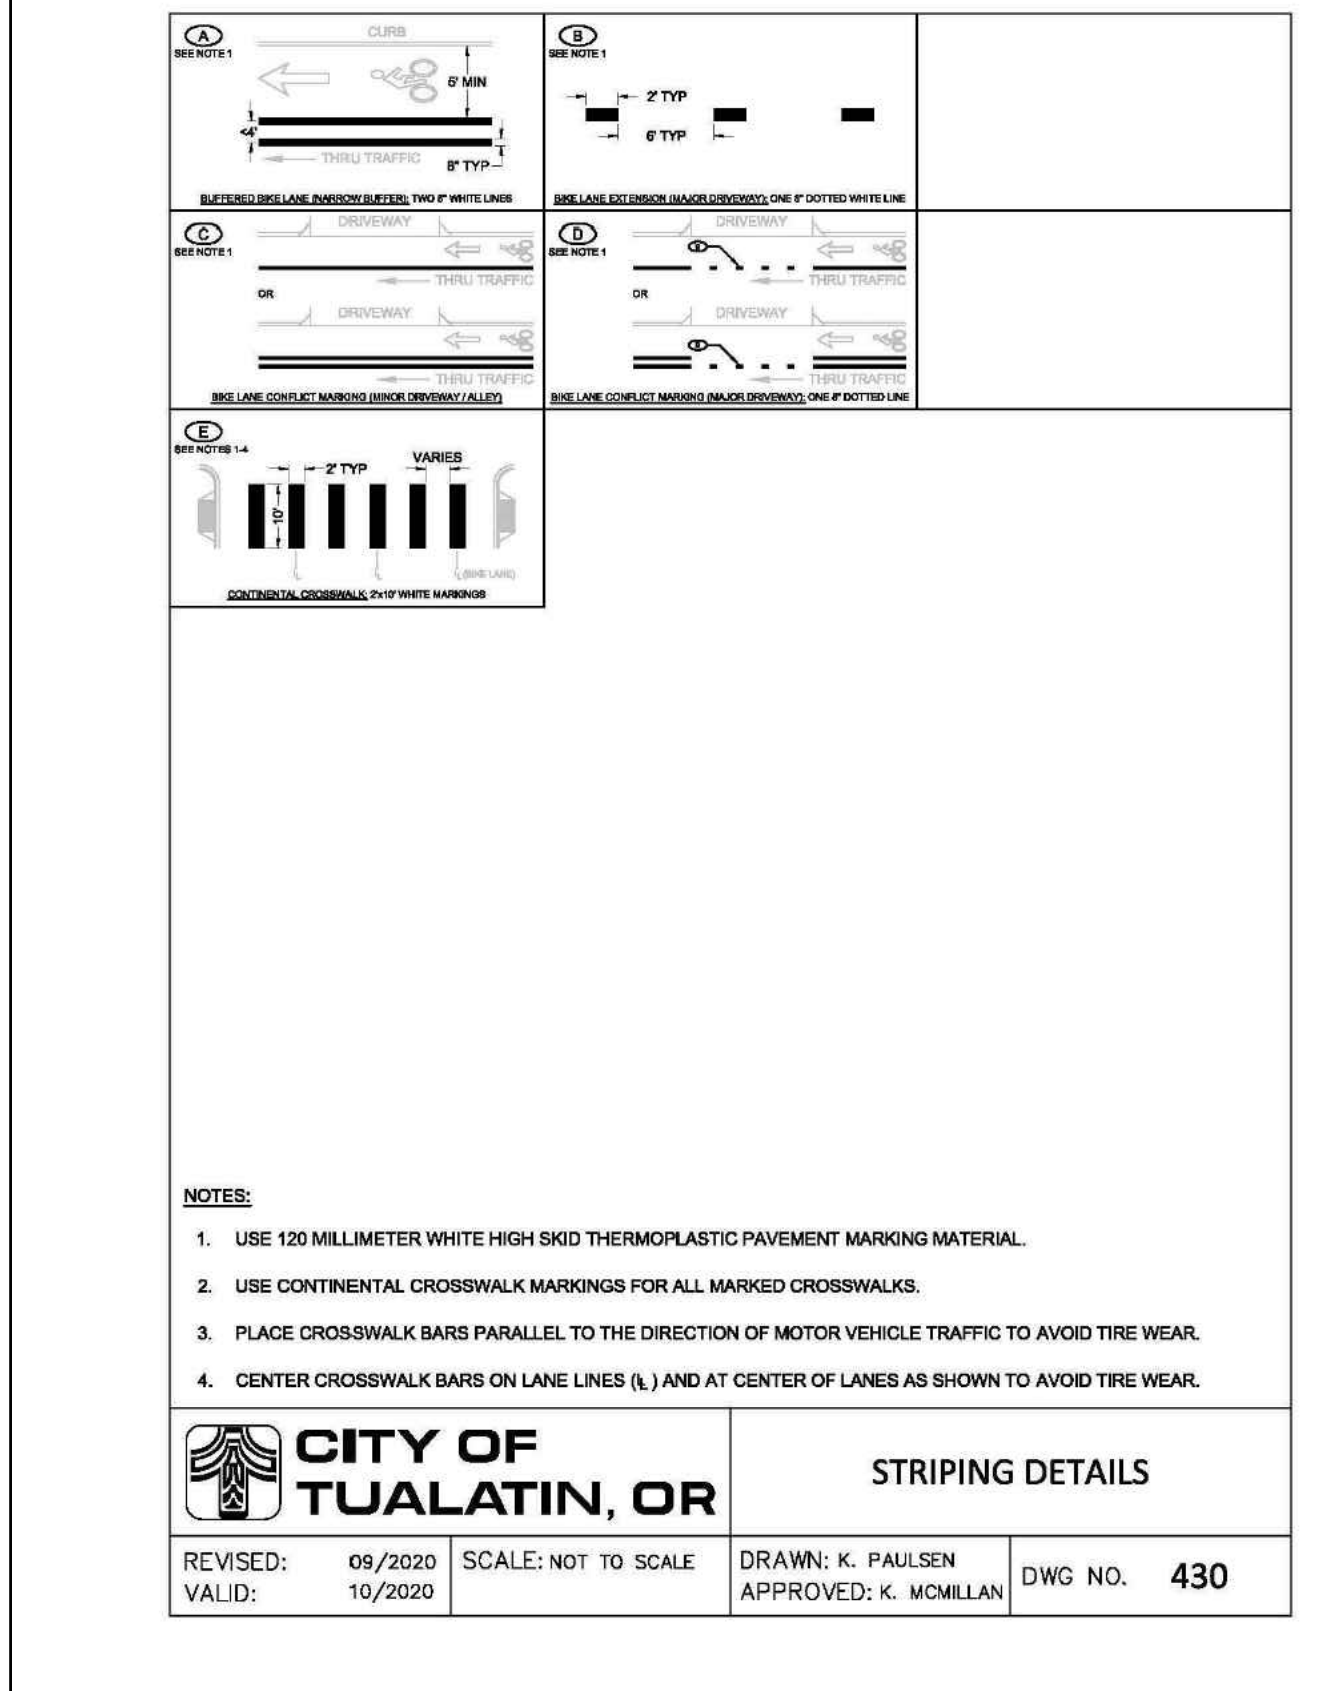 A
SEE NOTE 1
CURB
5' MIN
<4'
THRU TRAFFIC
8" TYP
BUFFERED BIKE LANE (NARROW BUFFER): TWO 8" WHITE LINES
B
SEE NOTE 1
2' TYP
6' TYP
BIKE LANE EXTENSION (MAJOR DRIVEWAY): ONE 8" DOTTED WHITE LINE
C
SEE NOTE 1
DRIVEWAY
THRU TRAFFIC
OR
DRIVEWAY
THRU TRAFFIC
BIKE LANE CONFLICT MARKING (MINOR DRIVEWAY / ALLEY)
D
SEE NOTE 1
DRIVEWAY
B
THRU TRAFFIC
OR
DRIVEWAY
B
THRU TRAFFIC
BIKE LANE CONFLICT MARKING (MAJOR DRIVEWAY): ONE 8" DOTTED LINE
E
SEE NOTES 1-4
2' TYP
VARIES
10'
(BIKE LANE)
CONTINENTAL CROSSWALK: 2'x10' WHITE MARKINGS
NOTES:
1. USE 120 MILLIMETER WHITE HIGH SKID THERMOPLASTIC PAVEMENT MARKING MATERIAL.
2. USE CONTINENTAL CROSSWALK MARKINGS FOR ALL MARKED CROSSWALKS.
3. PLACE CROSSWALK BARS PARALLEL TO THE DIRECTION OF MOTOR VEHICLE TRAFFIC TO AVOID TIRE WEAR.
4. CENTER CROSSWALK BARS ON LANE LINES (LL) AND AT CENTER OF LANES AS SHOWN TO AVOID TIRE WEAR.
CITY OF
TUALATIN, OR
STRIPING DETAILS
REVISED: 09/2020
VALID: 10/2020
SCALE: NOT TO SCALE
DRAWN: K. PAULSEN
APPROVED: K. MCMILLAN
DWG NO. 430